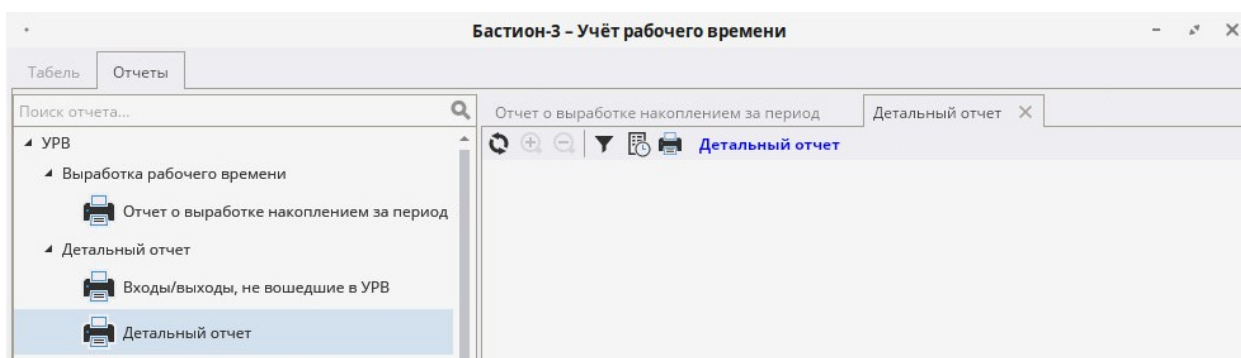 Бастион-3 – Учёт рабочего времени
Табель Отчеты
Поиск отчета...
Отчет о выработке накоплением за период Детальный отчет
УРВ
Детальный отчет
Выработка рабочего времени
Отчет о выработке накоплением за период
Детальный отчет
Входы/выходы, не вошедшие в УРВ
Детальный отчет